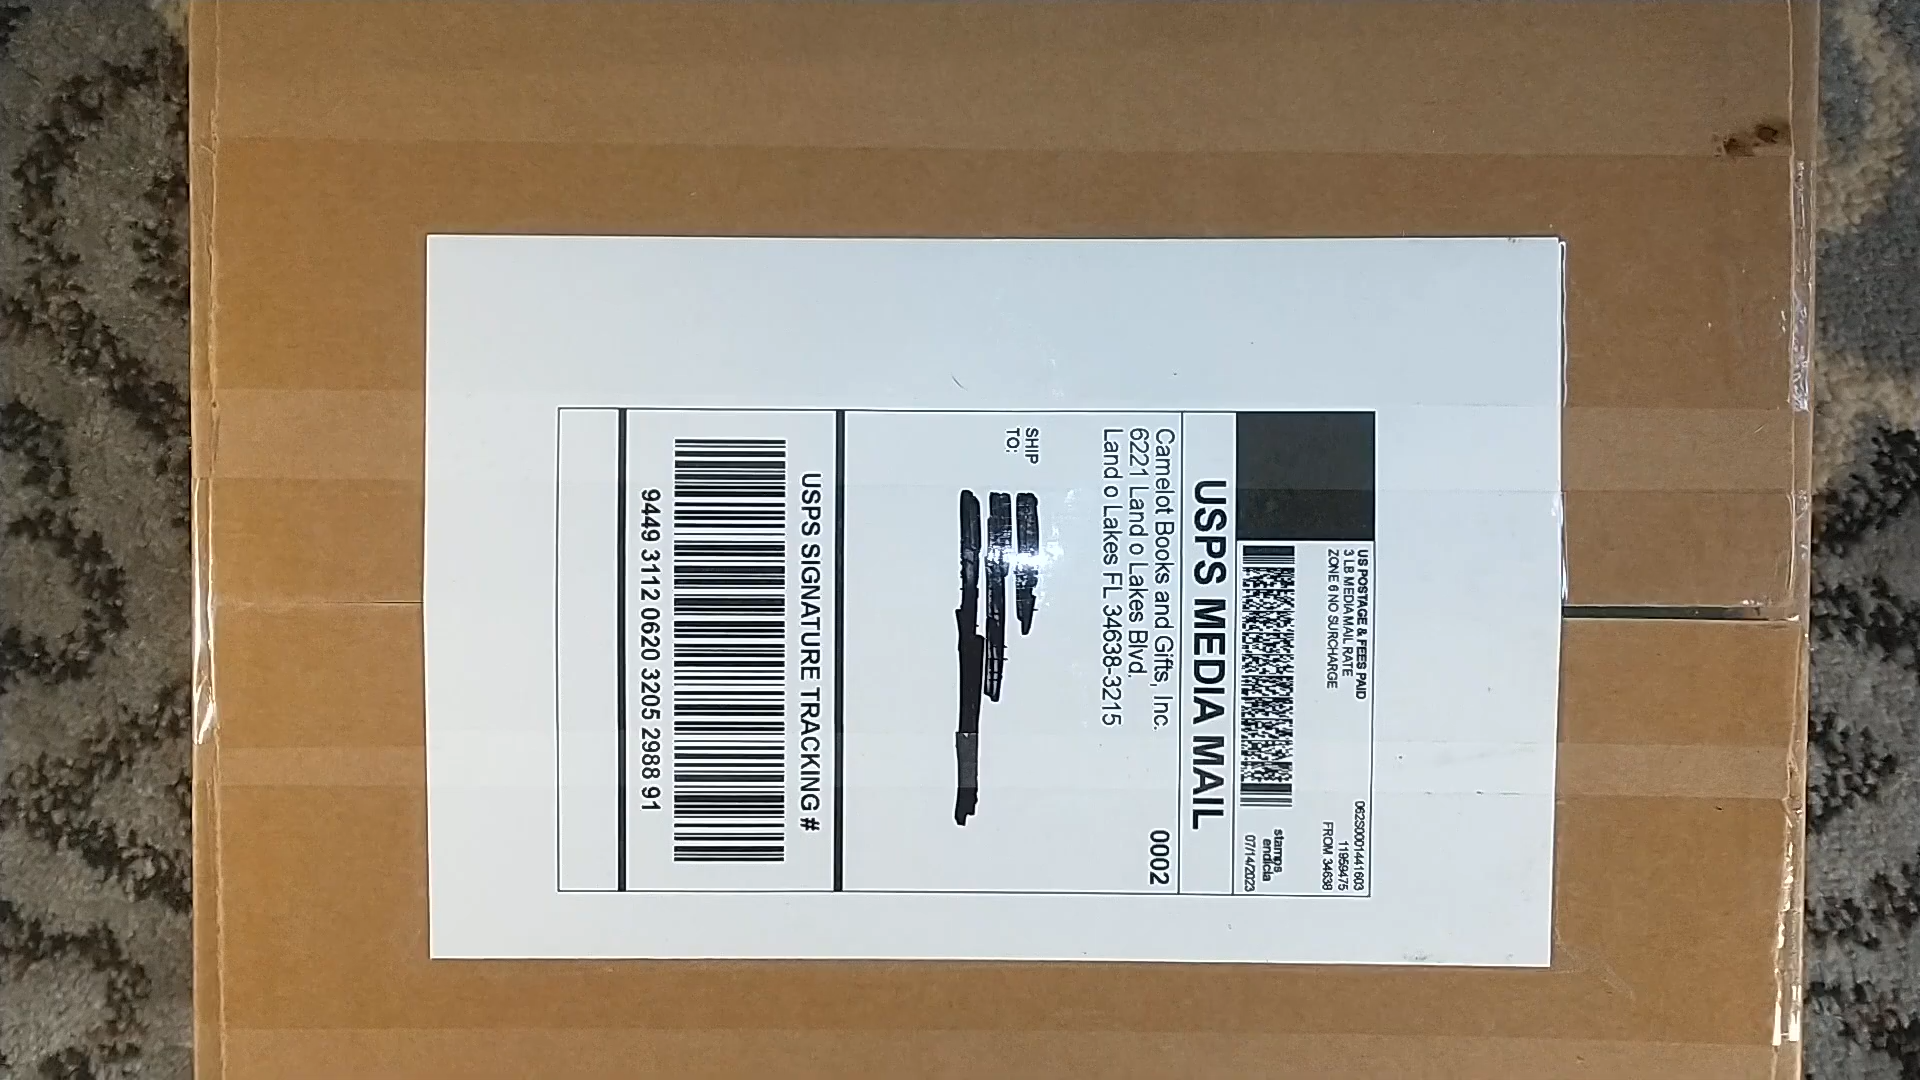 US POSTAGE & FEES PAID
3 LB MEDIA MAIL RATE
ZONE 6 NO SURCHARGE
062S0001441603
11959475
FROM 34638
stamps
endicia
07/14/2023
USPS MEDIA MAIL
Camelot Books and Gifts, Inc.
6221 Land o Lakes Blvd.
Land o Lakes FL 34638-3215
0002
SHIP
TO:
USPS SIGNATURE TRACKING #
9449 3112 0620 3205 2988 91